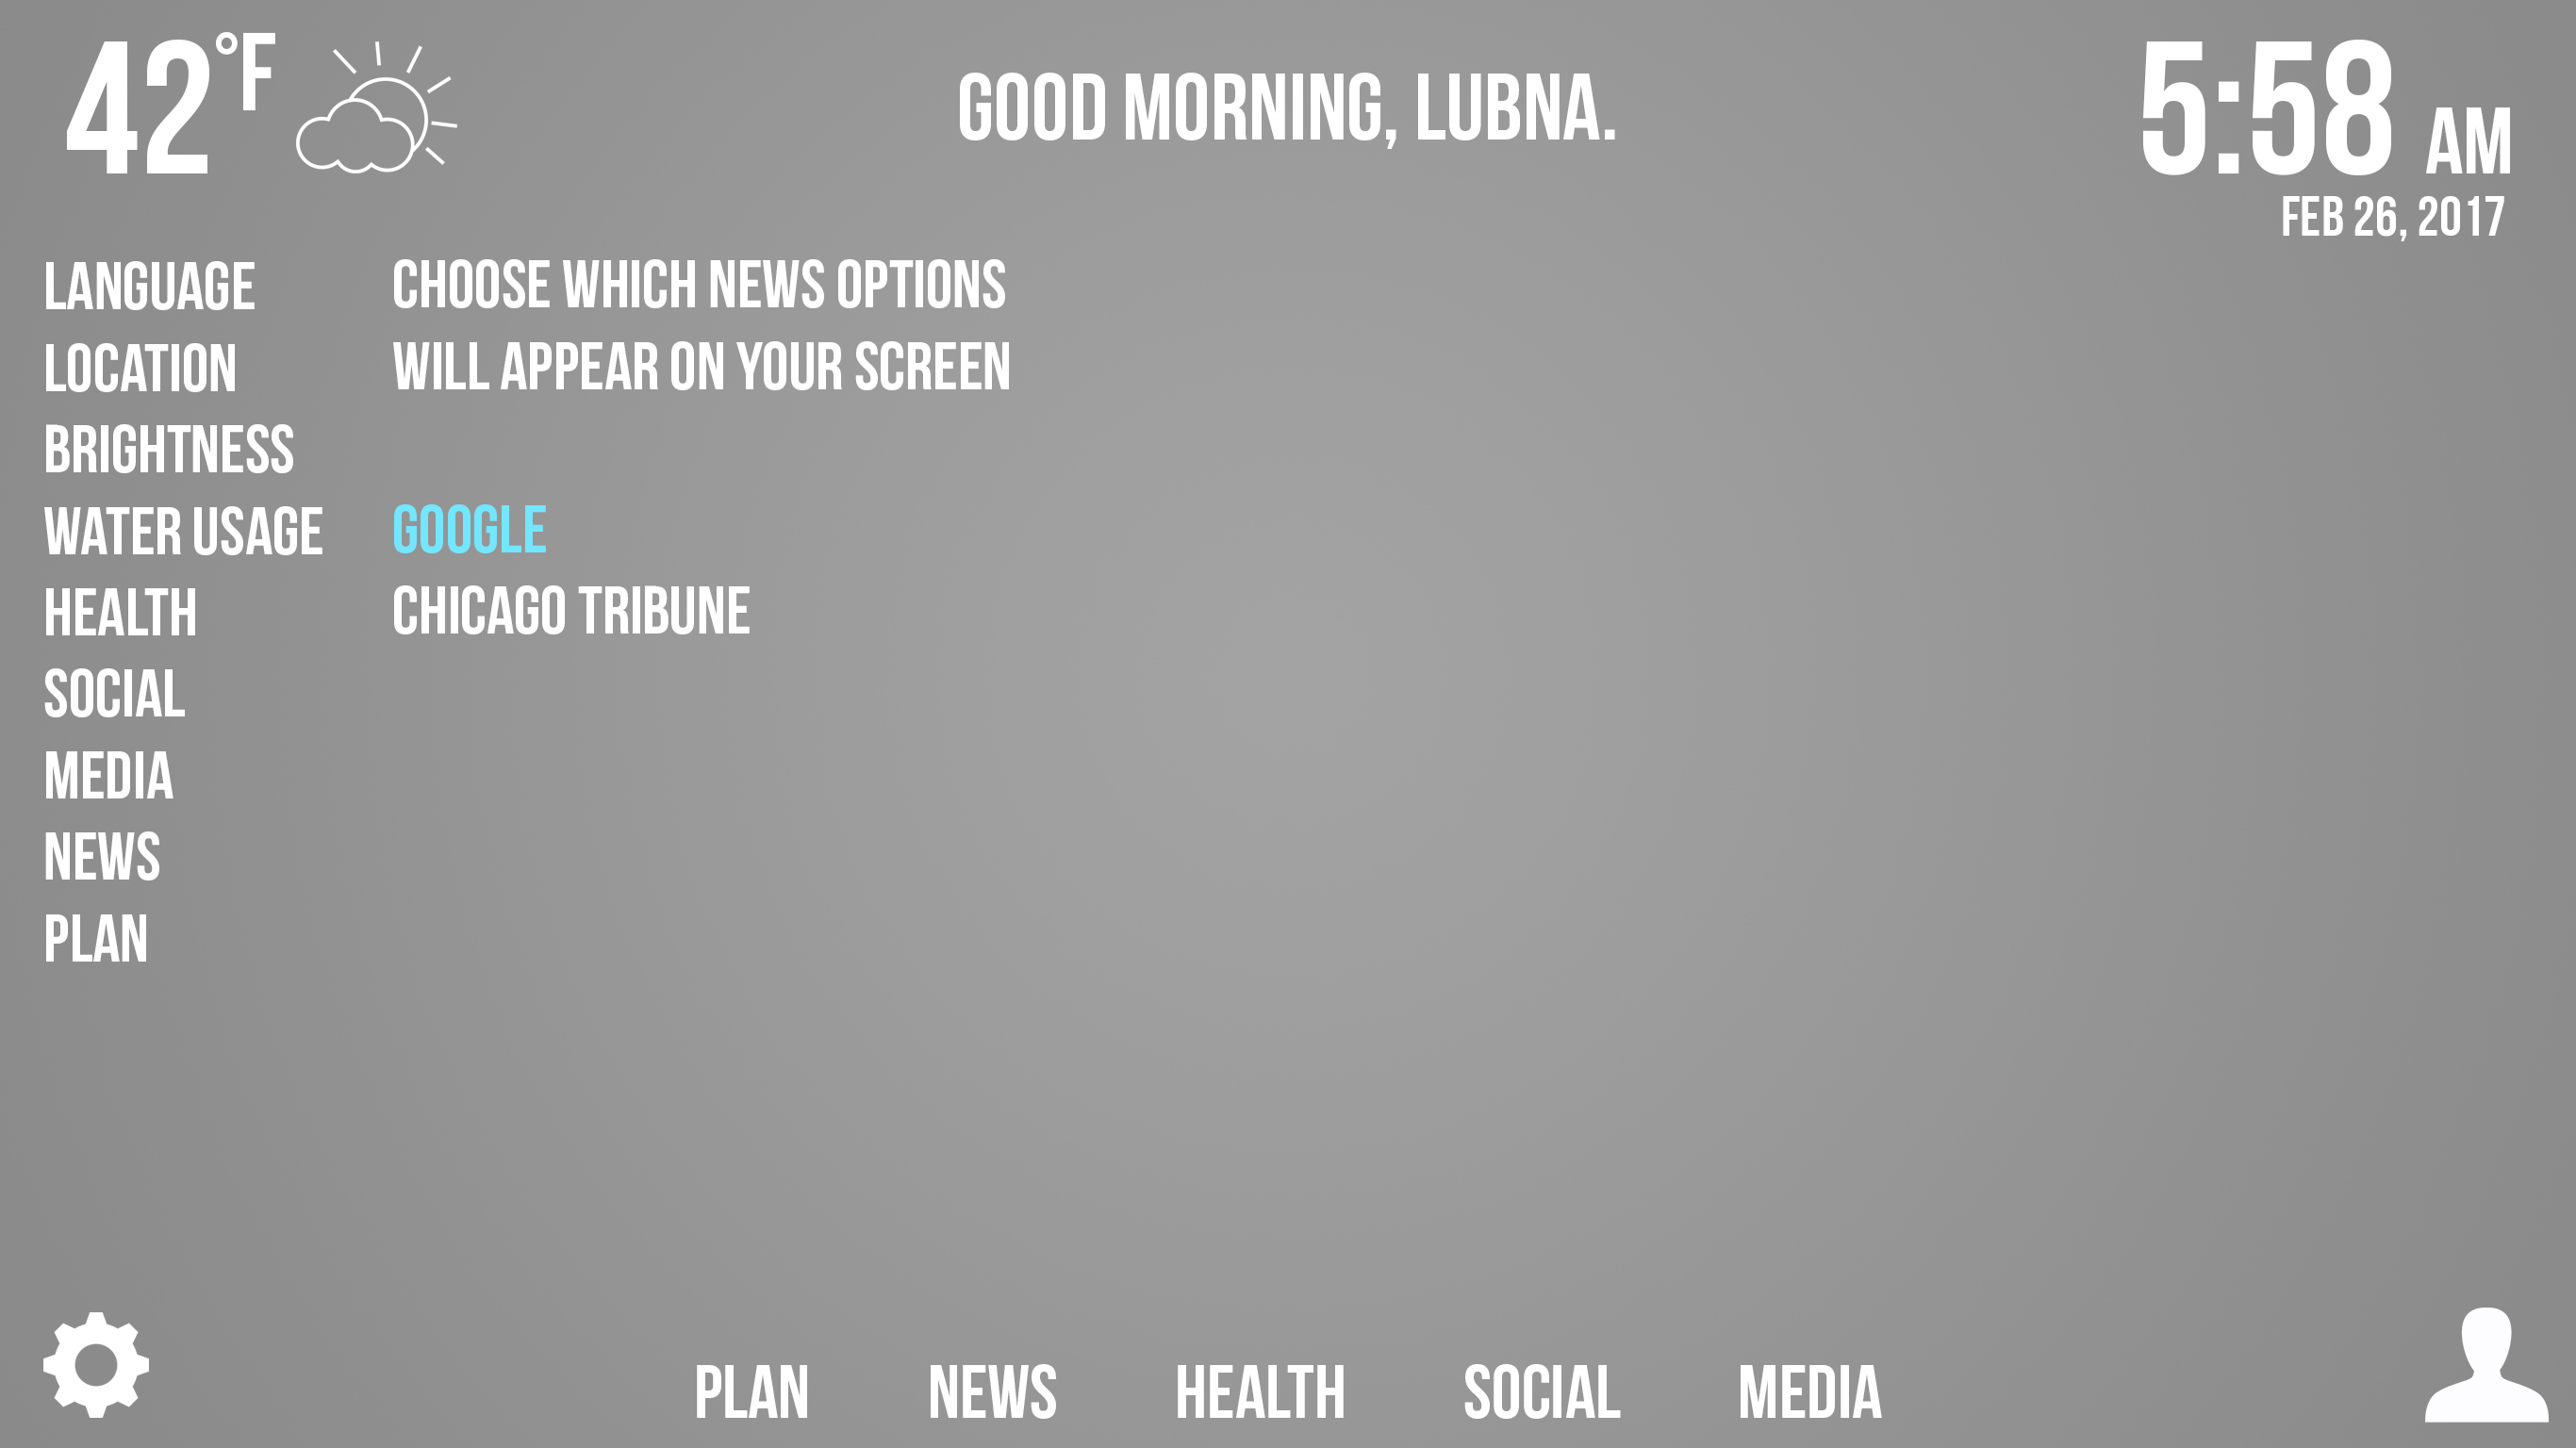 42°F
GOOD MORNING, LUBNA.
5:58 AM
FEB 26, 2017
LANGUAGE
LOCATION
BRIGHTNESS
WATER USAGE
HEALTH
SOCIAL
MEDIA
NEWS
PLAN
CHOOSE WHICH NEWS OPTIONS
WILL APPEAR ON YOUR SCREEN
GOOGLE
CHICAGO TRIBUNE
PLAN
NEWS
HEALTH
SOCIAL
MEDIA